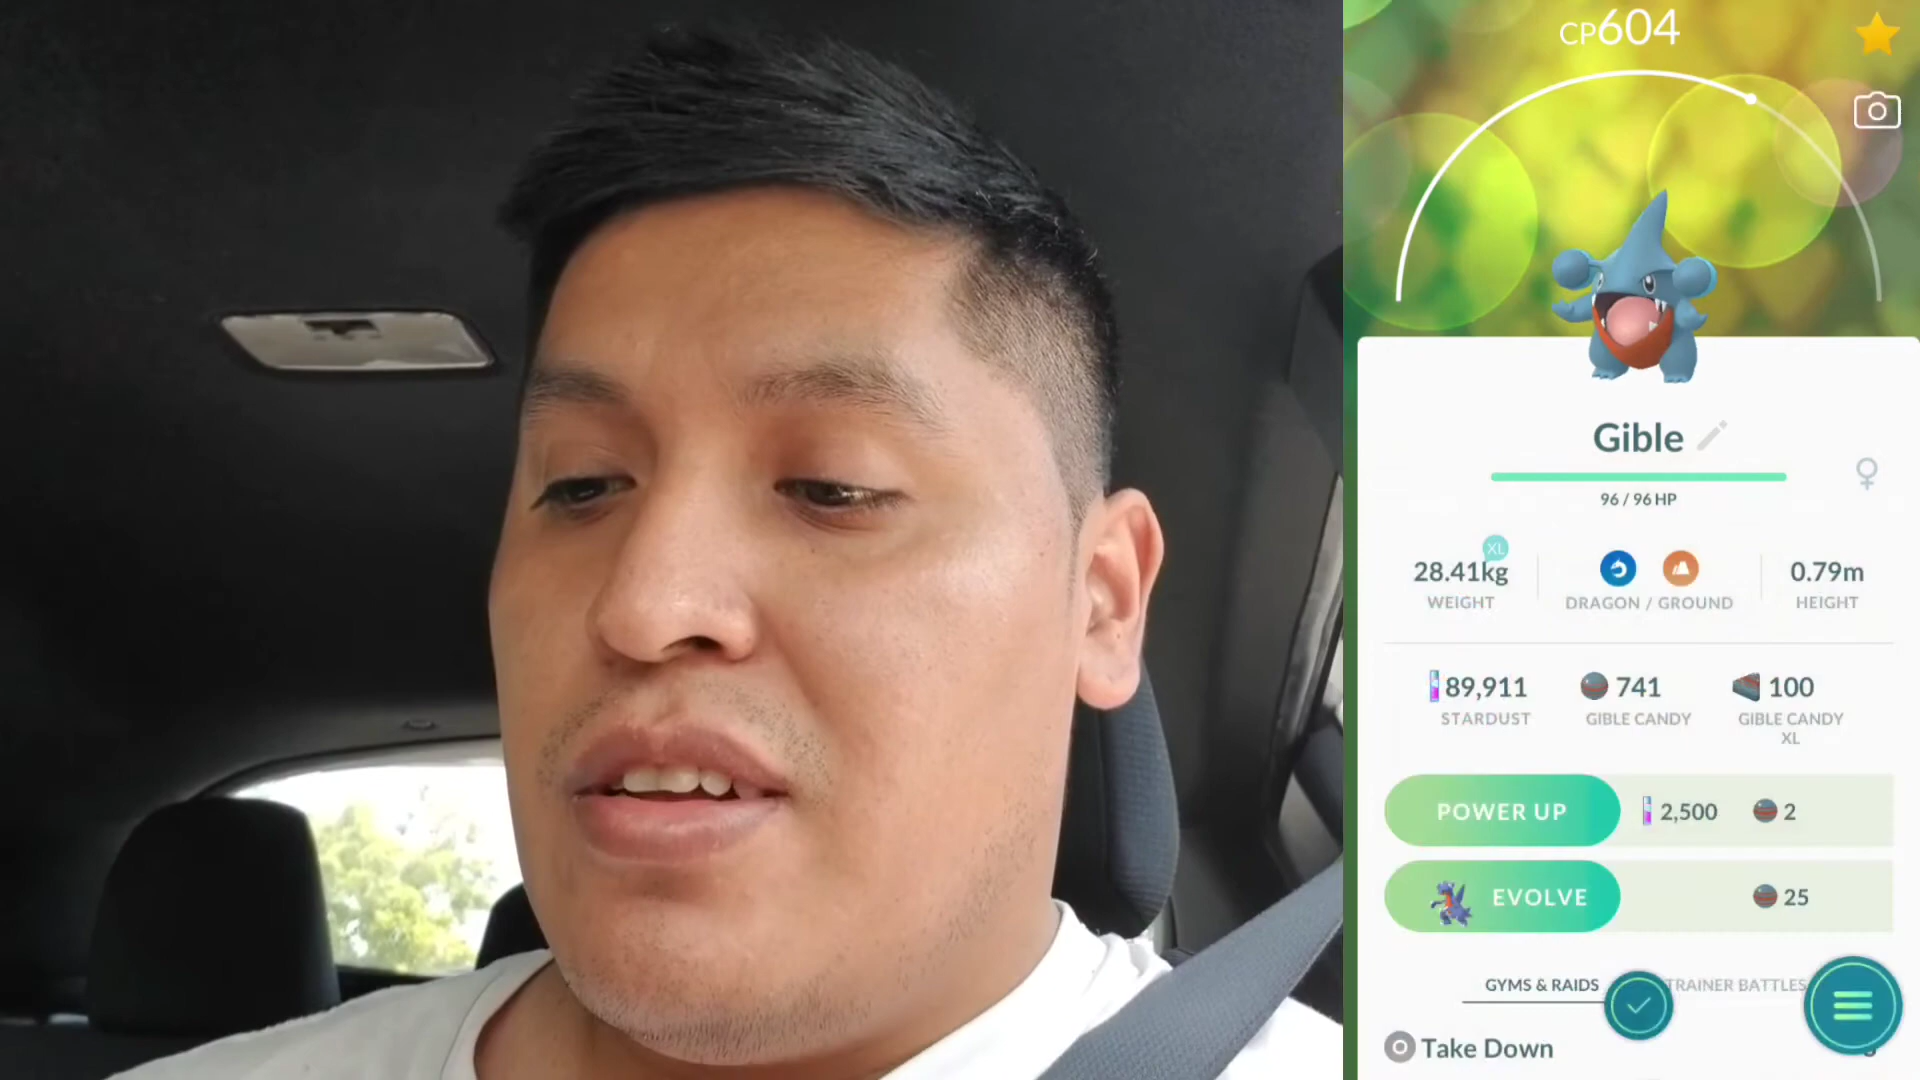 CP604
Gible
96 / 96 HP
XL
28.41kg
WEIGHT
DRAGON / GROUND
0.79m
HEIGHT
89,911
STARDUST
741
GIBLE CANDY
100
GIBLE CANDY
XL
POWER UP 2,500 2
EVOLVE 25
GYMS & RAIDS TRAINER BATTLES
Take Down